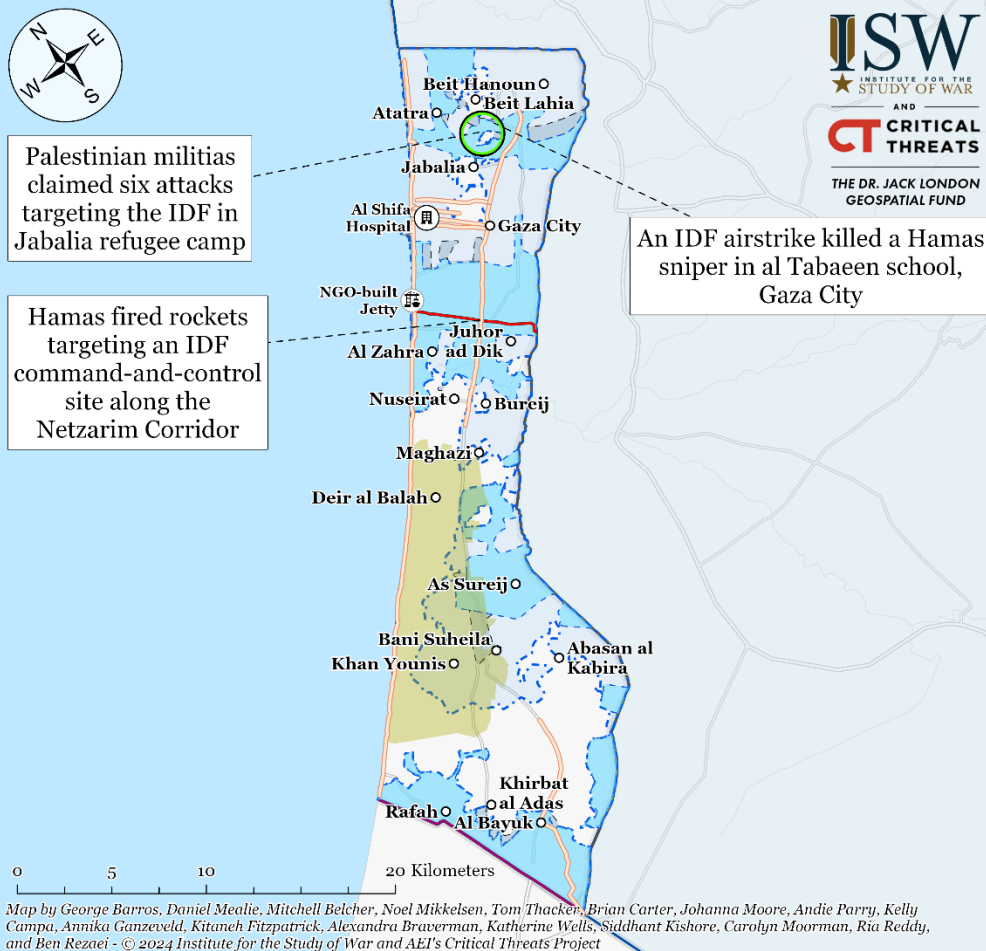 N
E
W
S
ISW
INSTITUTE FOR THE
STUDY OF WAR
AND
CT CRITICAL
THREATS
THE DR. JACK LONDON
GEOSPATIAL FUND
Palestinian militias
claimed six attacks
targeting the IDF in
Jabalia refugee camp
Hamas fired rockets
targeting an IDF
command-and-control
site along the
Netzarim Corridor
An IDF airstrike killed a Hamas
sniper in al Tabaeen school,
Gaza City
Beit Hanoun
Beit Lahia
Atatra
Jabalia
Al Shifa
Hospital
Gaza City
NGO-built
Jetty
Juhor
ad Dik
Al Zahra
Nuseirat
Bureij
Maghazi
Deir al Balah
As Sureij
Bani Suheila
Khan Younis
Abasan al
Kabira
Khirbat
al Adas
Rafah
Al Bayuk
0 5 10 20 Kilometers
Map by George Barros, Daniel Mealie, Mitchell Belcher, Noel Mikkelsen, Tom Thacker, Brian Carter, Johanna Moore, Andie Parry, Kelly
Campa, Annika Ganzeveld, Kitaneh Fitzpatrick, Alexandra Braverman, Katherine Wells, Siddhant Kishore, Carolyn Moorman, Ria Reddy,
and Ben Rezaei - © 2024 Institute for the Study of War and AEI's Critical Threats Project